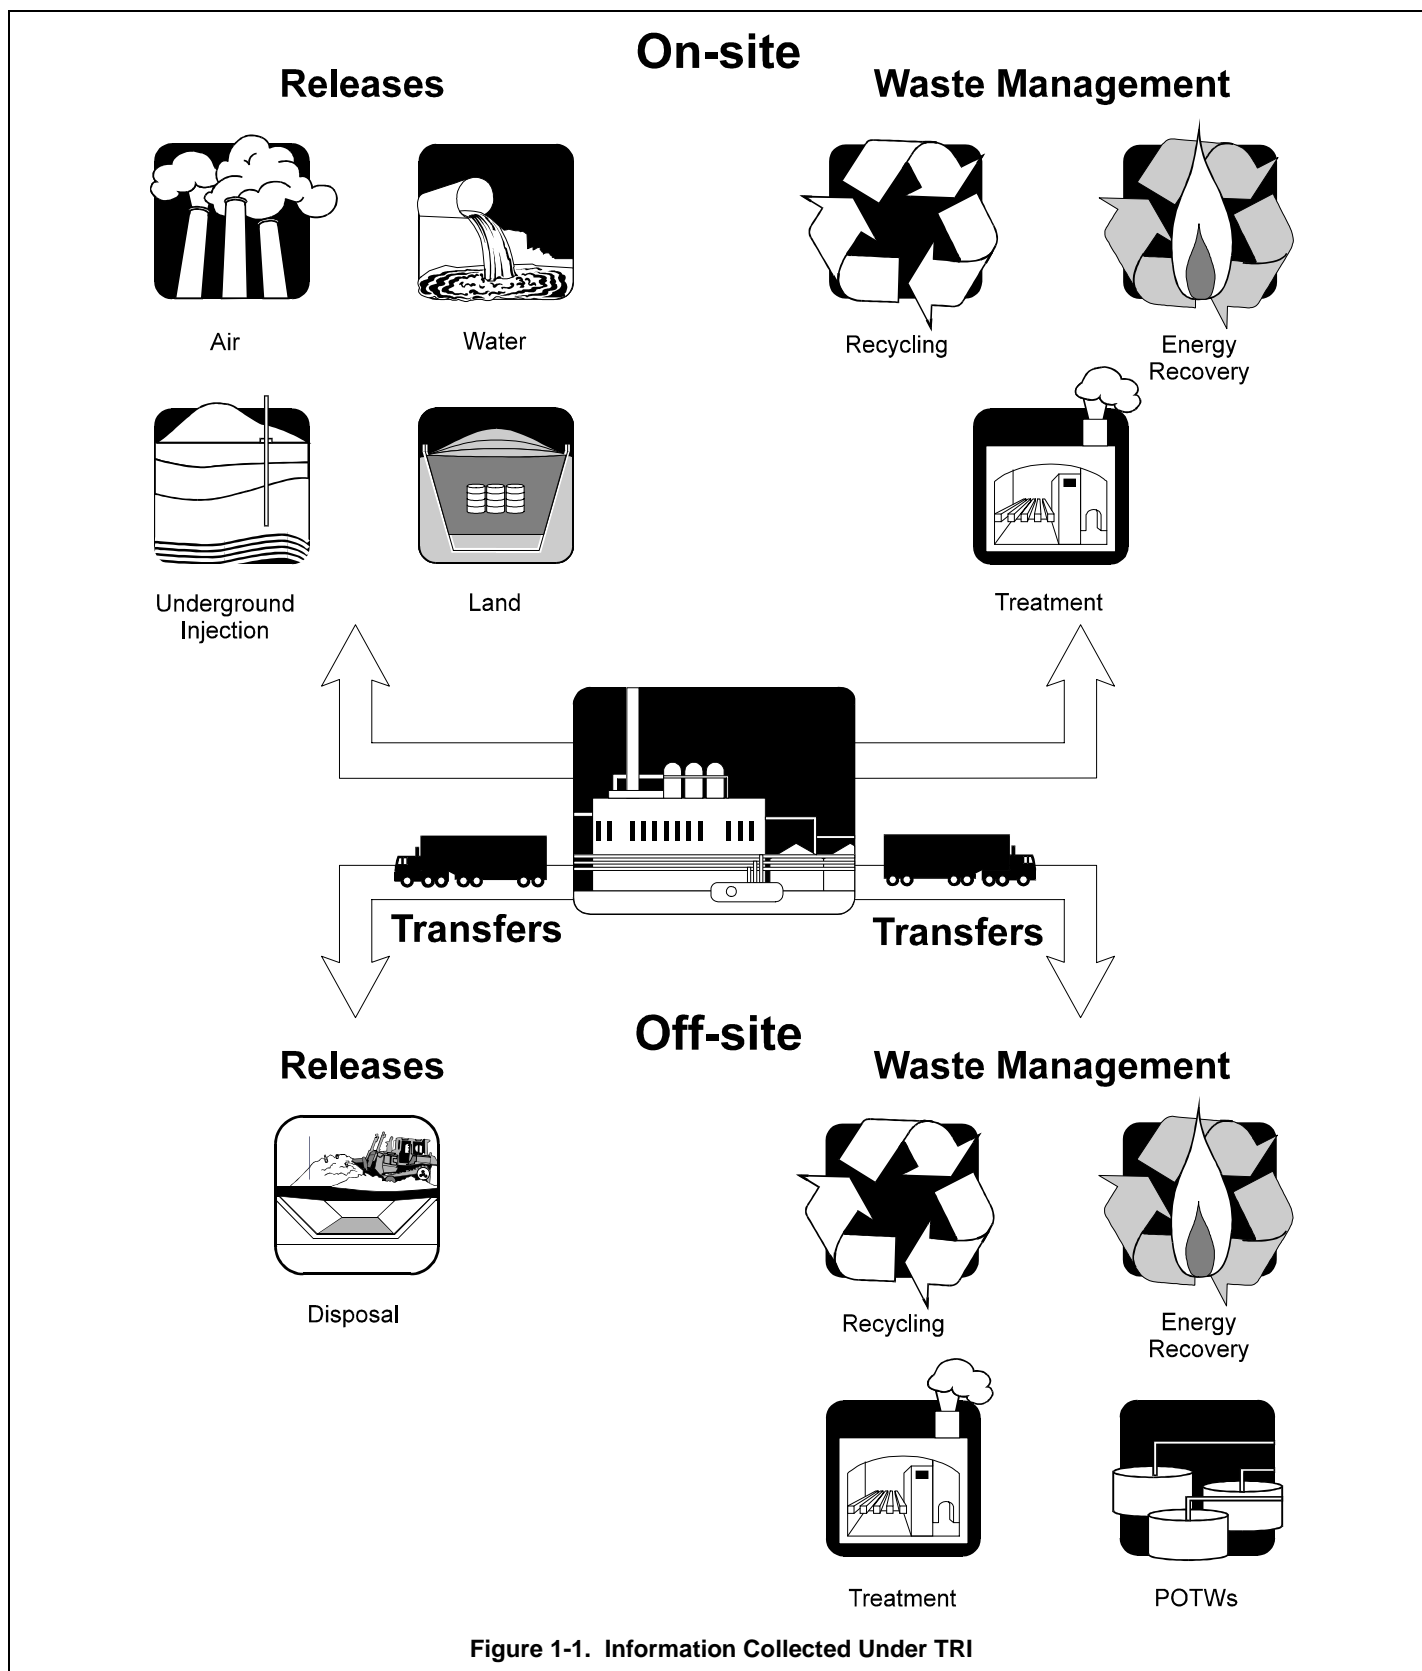 On-site
Releases
Waste Management
Air
Water
Recycling
Energy
Recovery
Underground
Injection
Land
Treatment
Transfers
Transfers
Off-site
Releases
Waste Management
Disposal
Recycling
Energy
Recovery
Treatment
POTWs
Figure 1-1. Information Collected Under TRI